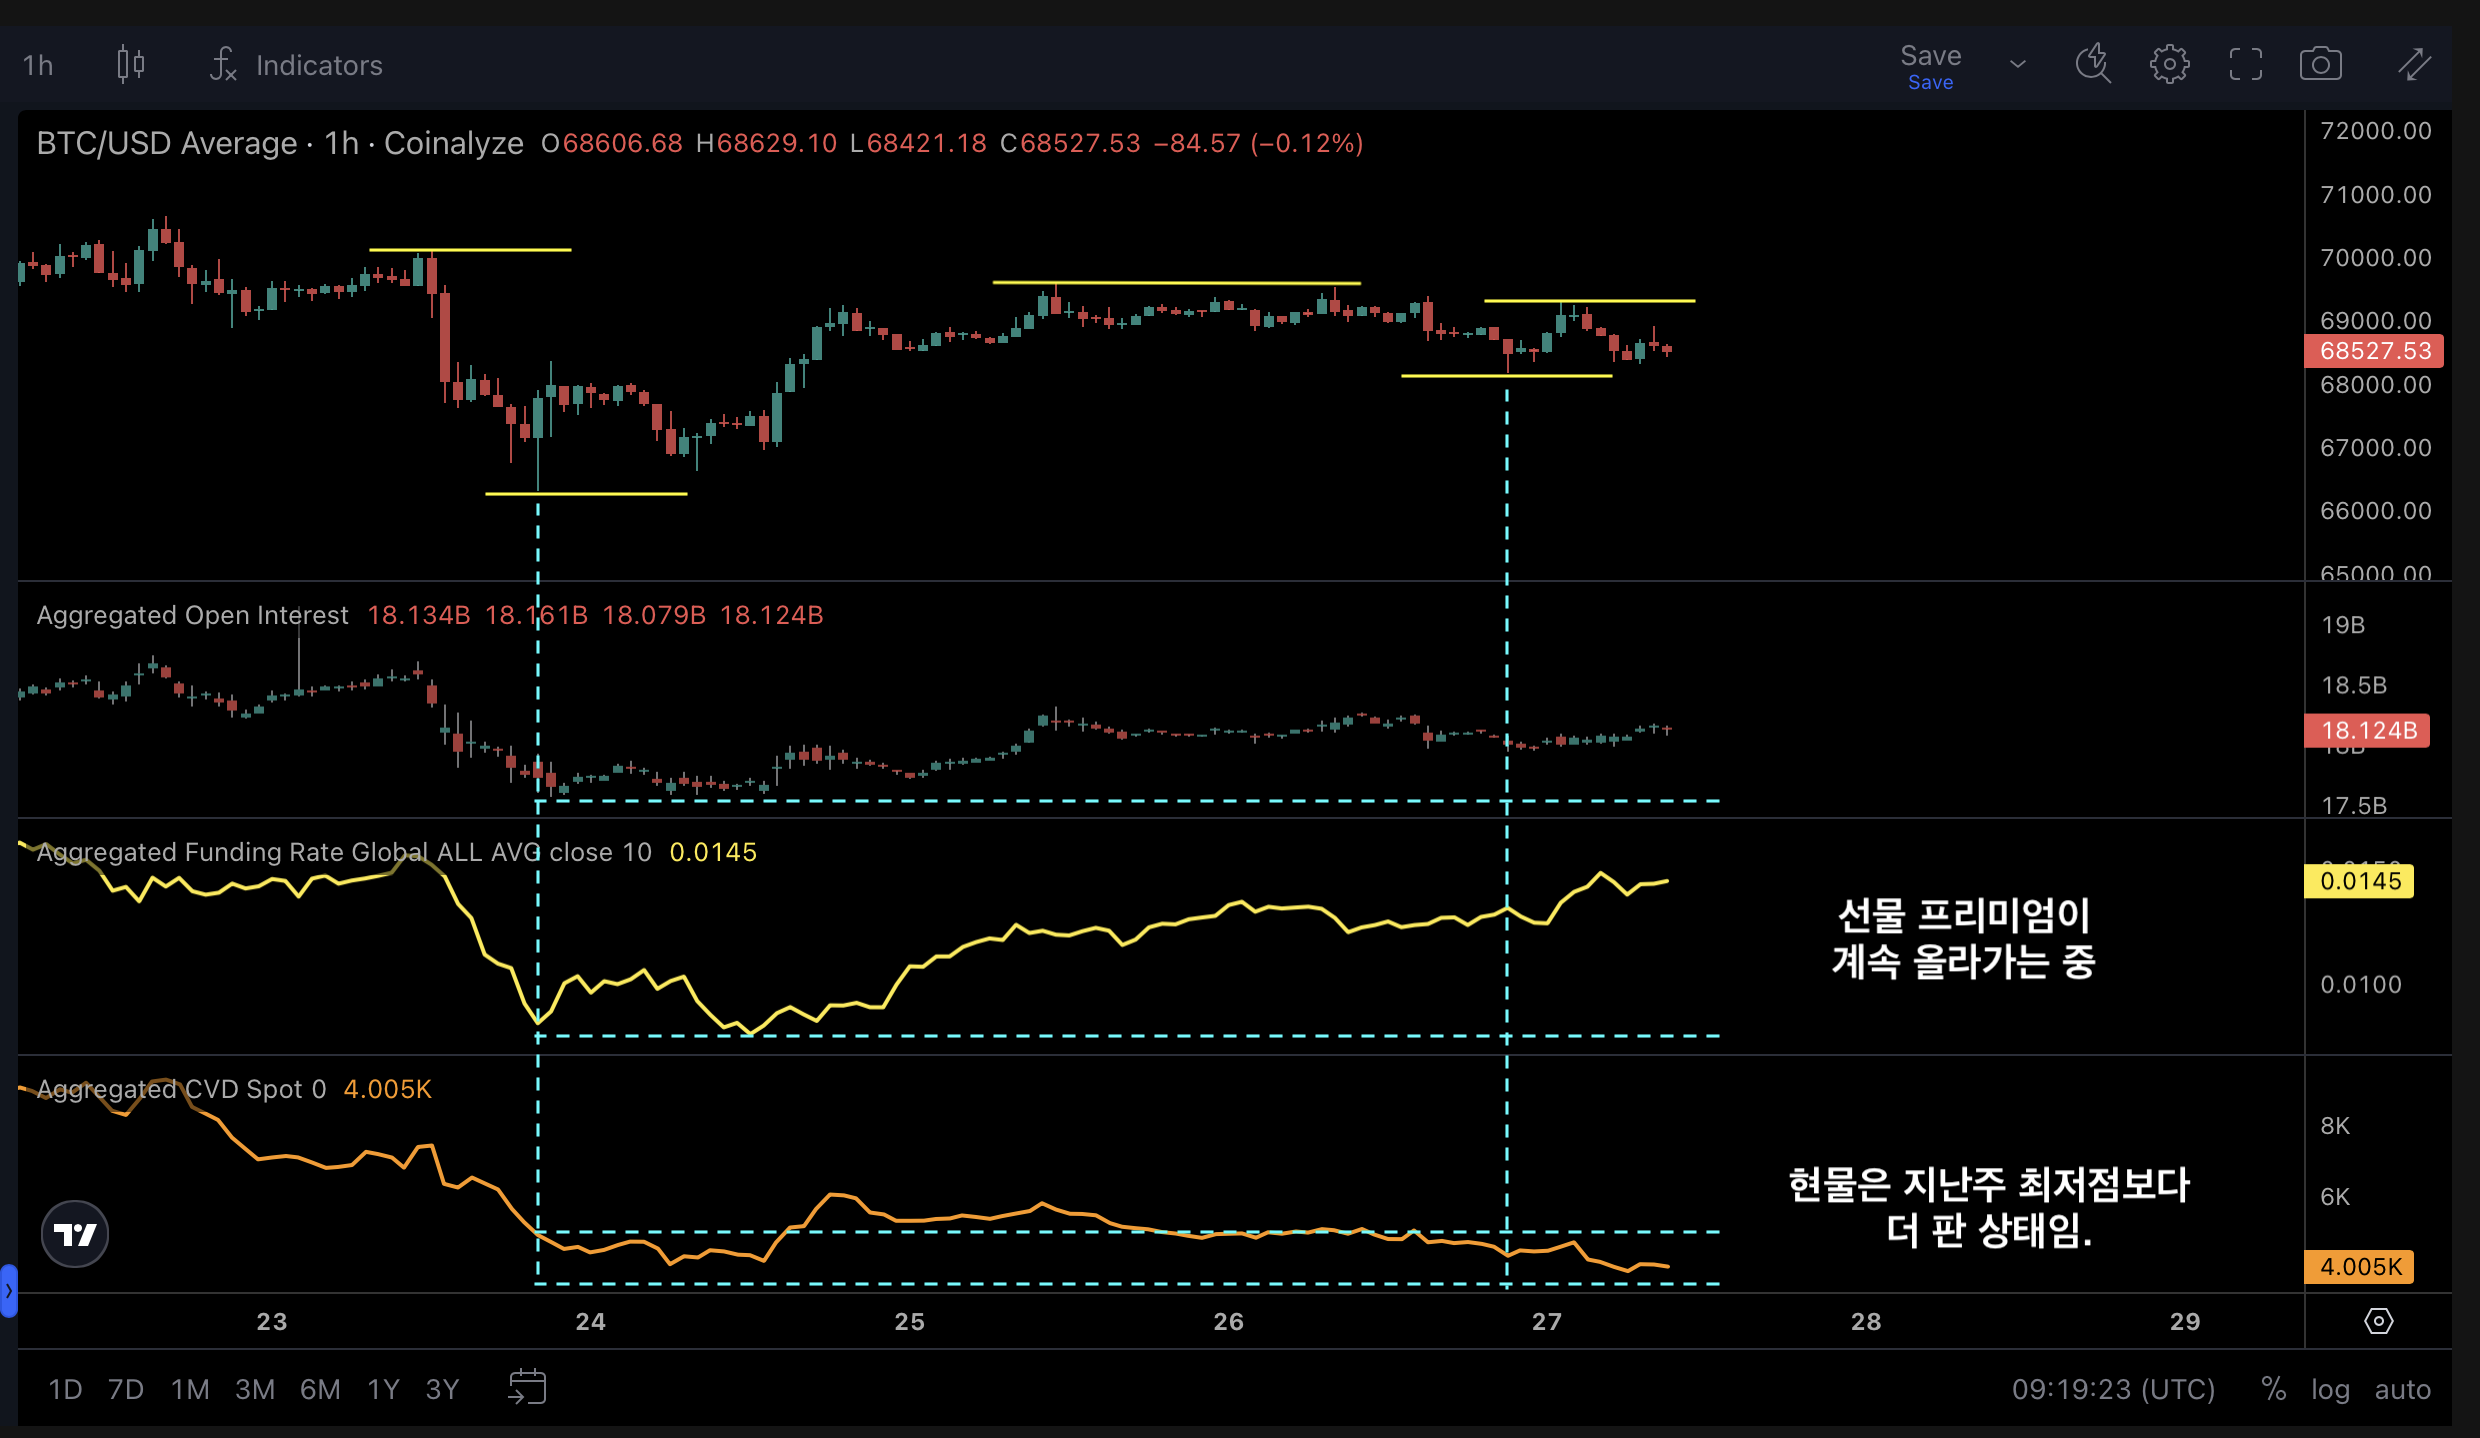 1h Indicators Save
Save
BTC/USD Average · 1h · Coinalyze O68606.68 H68629.10 L68421.18 C68527.53 −84.57 (−0.12%)
72000.00
71000.00
70000.00
69000.00
68527.53
68000.00
67000.00
66000.00
65000.00
Aggregated Open Interest 18.134B 18.161B 18.079B 18.124B
19B
18.5B
18.124B
18B
17.5B
Aggregated Funding Rate Global ALL AVG close 10 0.0145
0.0150
0.0145
선물 프리미엄이
계속 올라가는 중
0.0100
Aggregated CVD Spot 0 4.005K
8K
현물은 지난주 최저점보다
더 판 상태임.
6K
4.005K
23 24 25 26 27 28 29
1D 7D 1M 3M 6M 1Y 3Y 09:19:23 (UTC) % log auto